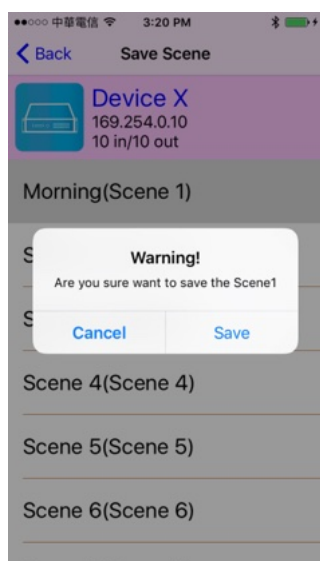 中華電信 3:20 PM
Back Save Scene
Device X
169.254.0.10
10 in/10 out
Morning(Scene 1)
Warning!
Are you sure want to save the Scene1
Cancel Save
Scene 4(Scene 4)
Scene 5(Scene 5)
Scene 6(Scene 6)